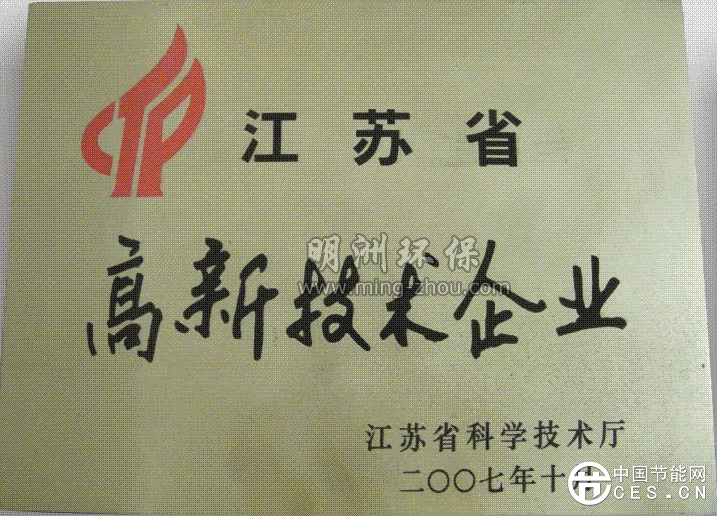 江苏省
明洲环保
www.ming-zhou.com
高新技术企业
江苏省科学技术厅
二〇〇七年十月
中国节能网
CES.CN